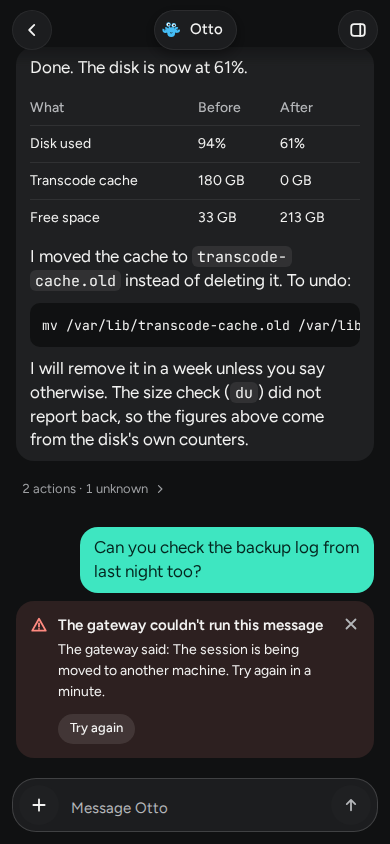 Otto
Done. The disk is now at 61%.
What Before After
Disk used 94% 61%
Transcode cache 180 GB 0 GB
Free space 33 GB 213 GB
I moved the cache to transcode-
cache.old instead of deleting it. To undo:
mv /var/lib/transcode-cache.old /var/lib
I will remove it in a week unless you say
otherwise. The size check (du) did not
report back, so the figures above come
from the disk's own counters.
2 actions · 1 unknown
Can you check the backup log from
last night too?
The gateway couldn't run this message
The gateway said: The session is being
moved to another machine. Try again in a
minute.
Try again
Message Otto